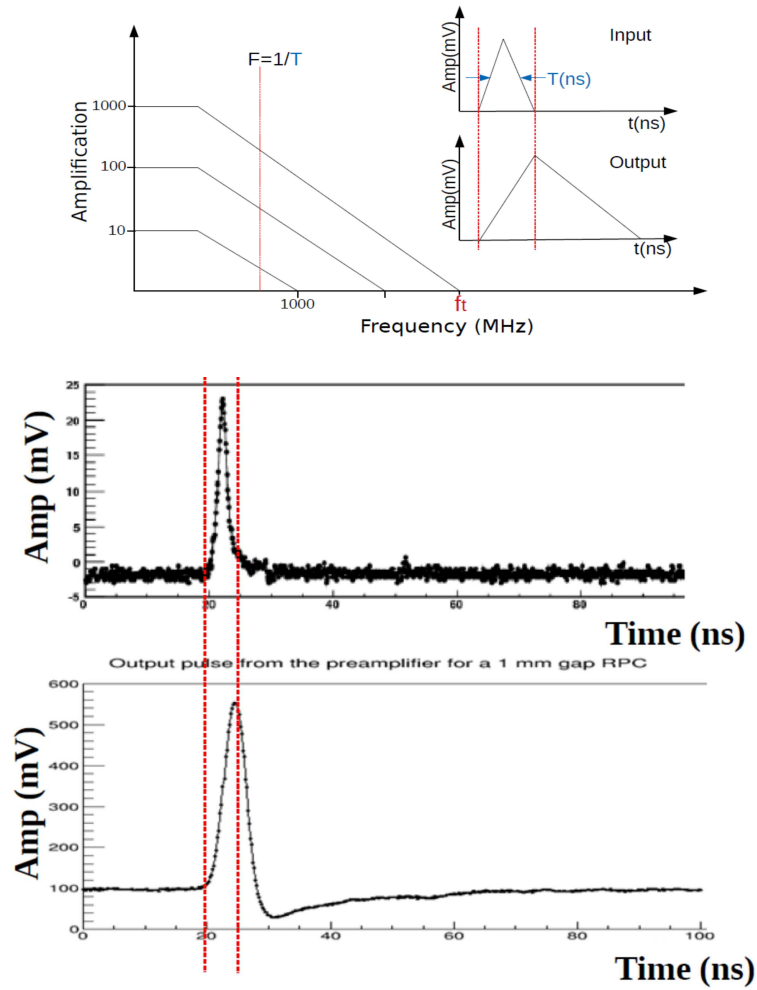 F=1/T
1000
100
10
Amplification
1000
ft
Frequency (MHz)
Amp(mV)
Input
T(ns)
t(ns)
Amp(mV)
Output
t(ns)
25
20
15
10
5
0
-5
Amp (mV)
0 20 40 60 80
Time (ns)
Output pulse from the preamplifier for a 1 mm gap RPC
600
500
400
300
200
100
0
Amp (mV)
0 20 40 60 80 100
Time (ns)